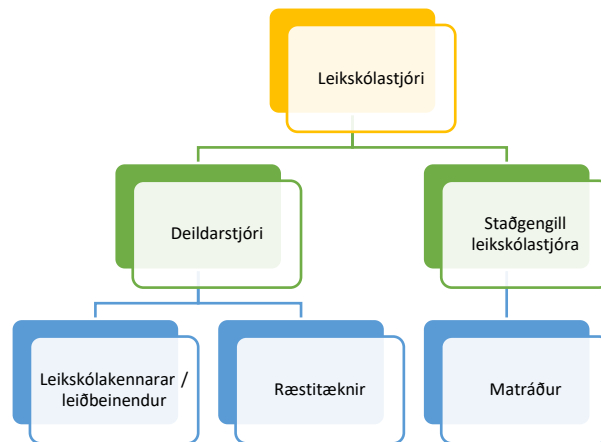 Leikskólastjóri
Deildarstjóri
Staðgengill
leikskólastjóra
Leikskólakennarar /
leiðbeinendur
Ræstitæknir
Matráður